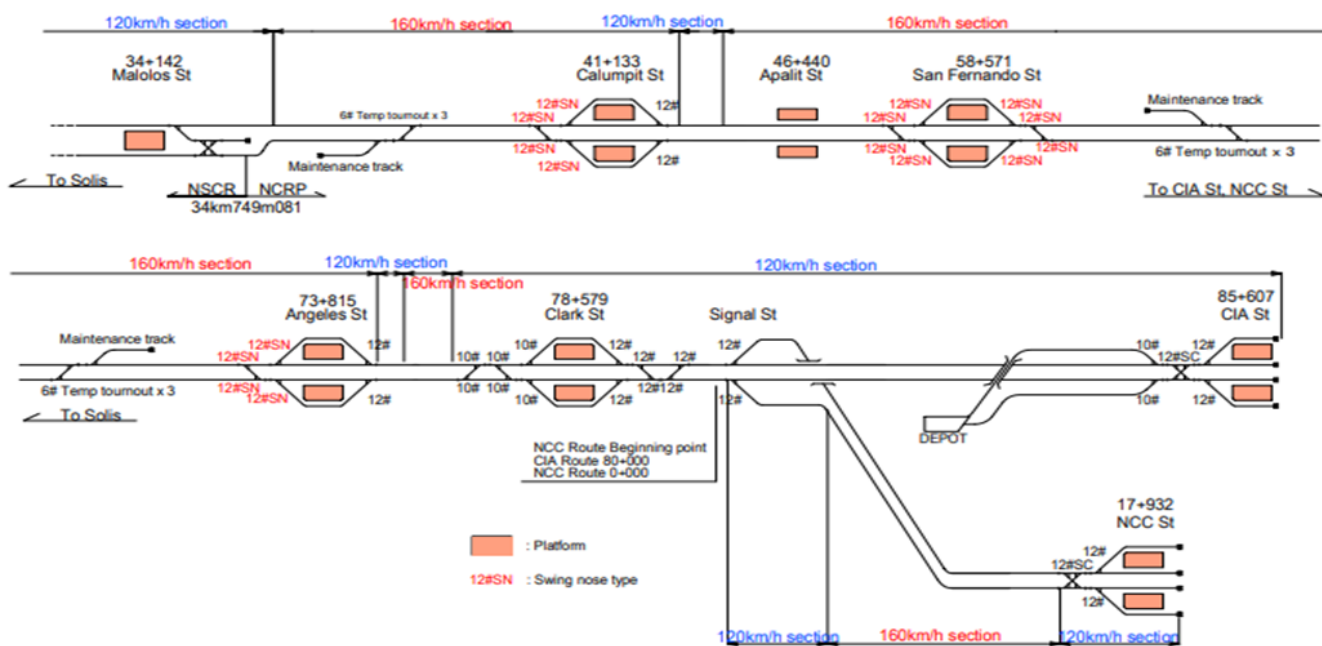 120km/h section 160km/h section 120km/h section 160km/h section
34+142 41+133 46+440 58+571
Malolos St Calumpit St Apalit St San Fernando St
12#SN 12# 12#SN 12#SN Maintenance track
6# Temp tournout x 3 12#SN 12#SN 12#SN
12#SN 12#SN 12#SN 12#SN
Maintenance track 12#SN 12# 12#SN 12#SN 6# Temp tournout x 3
To Solis
NSCR NCRP To CIA St, NCC St
34km749m081
160km/h section 120km/h section 120km/h section
160km/h section
73+815 78+579 85+607
Angeles St Clark St Signal St CIA St
Maintenance track 12#SN 12# 10# 12# 12# 10# 12#
12#SN 10# 10# 12# 12# 12#SC
6# Temp tournout x 3 12#SN 10# 10# 12#12#
12#SN 12# 10# 12# 12# 10# 12#
To Solis DEPOT
NCC Route Beginning point
CIA Route 80+000
NCC Route 0+000
17+932
NCC St
: Platform 12#
12#SC
12#SN : Swing nose type 12#
120km/h section 160km/h section 120km/h section